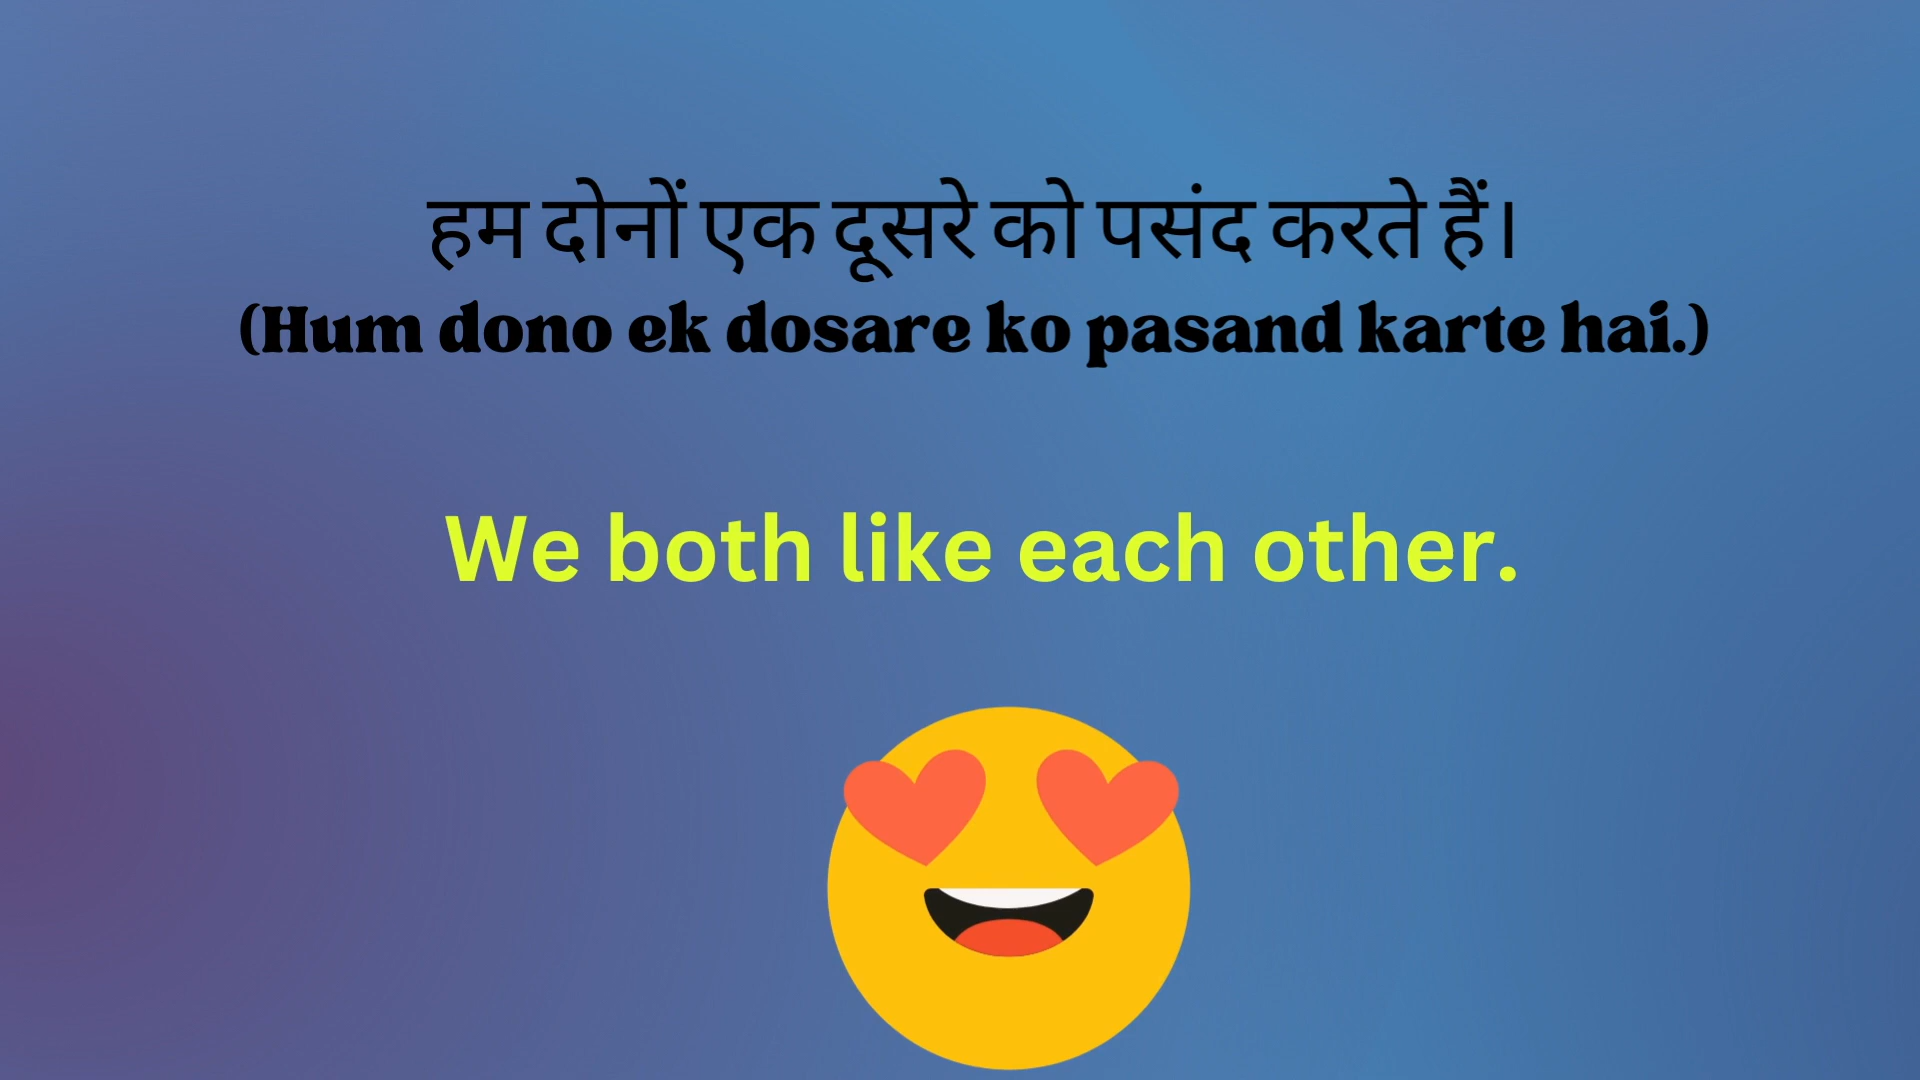 हम दोनों एक दूसरे को पसंद करते हैं।
(Hum dono ek dosare ko pasand karte hai.)
We both like each other.